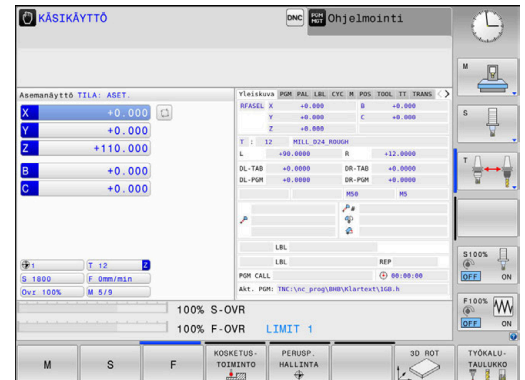 KÄSIKÄYTTÖ
DNC
PGM MGT
Ohjelmointi
Asemanäyttö TILA: ASET.
X +0.000
Y +0.000
Z +110.000
B +0.000
C +0.000
1 T 12 Z
S 1800 F 0mm/min
Ovr 100% M 5/9
Yleiskuva PGM PAL LBL CYC M POS TOOL TT TRANS
RFASEL X +0.000 B +0.000
Y +0.000 C +0.000
Z +0.000
T : 12 MILL_D24_ROUGH
L +90.0000 R +12.0000
DL-TAB +0.0000 DR-TAB +0.0000
DL-PGM +0.0000 DR-PGM +0.0000
M50 M5
P
LBL
LBL REP
PGM CALL 00:00:00
Akt. PGM: TNC:\nc_prog\BHB\Klartext\1GB.h
100% S-OVR
100% F-OVR LIMIT 1
M
S
T
S100%
OFF ON
F100%
OFF ON
M
S
F
KOSKETUS-
TOIMINTO
PERUSP.
HALLINTA
3D ROT
TYÖKALU-
TAULUKKO